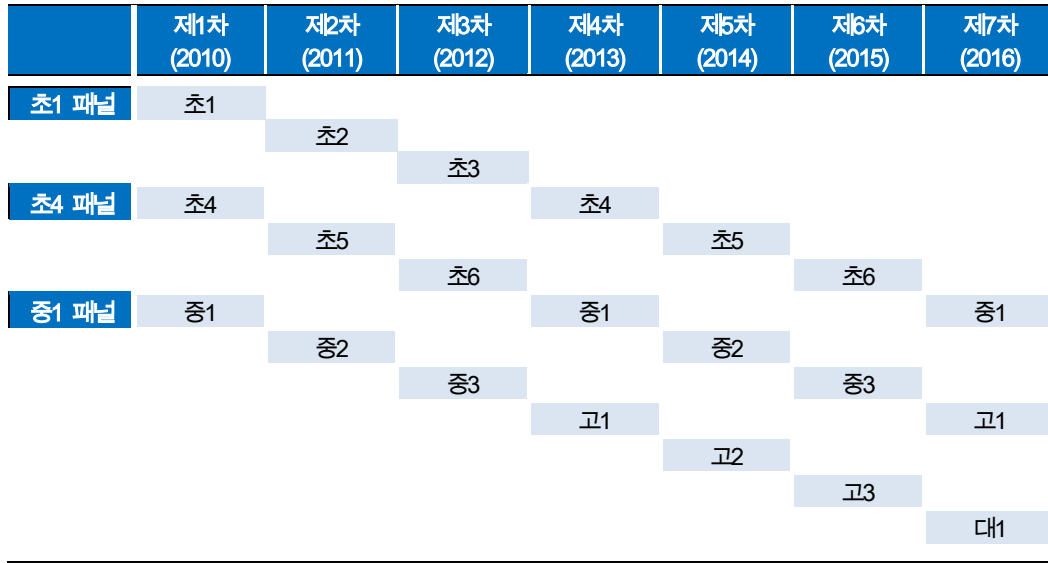 제1차 제2차 제3차 제4차 제5차 제6차 제7차
(2010) (2011) (2012) (2013) (2014) (2015) (2016)
초1 패널 초1
초2
초3
초4 패널 초4 초4
초5 초5
초6 초6
중1 패널 중1 중1 중1
중2 중2
중3 중3
고1 고1
고2
고3
대1